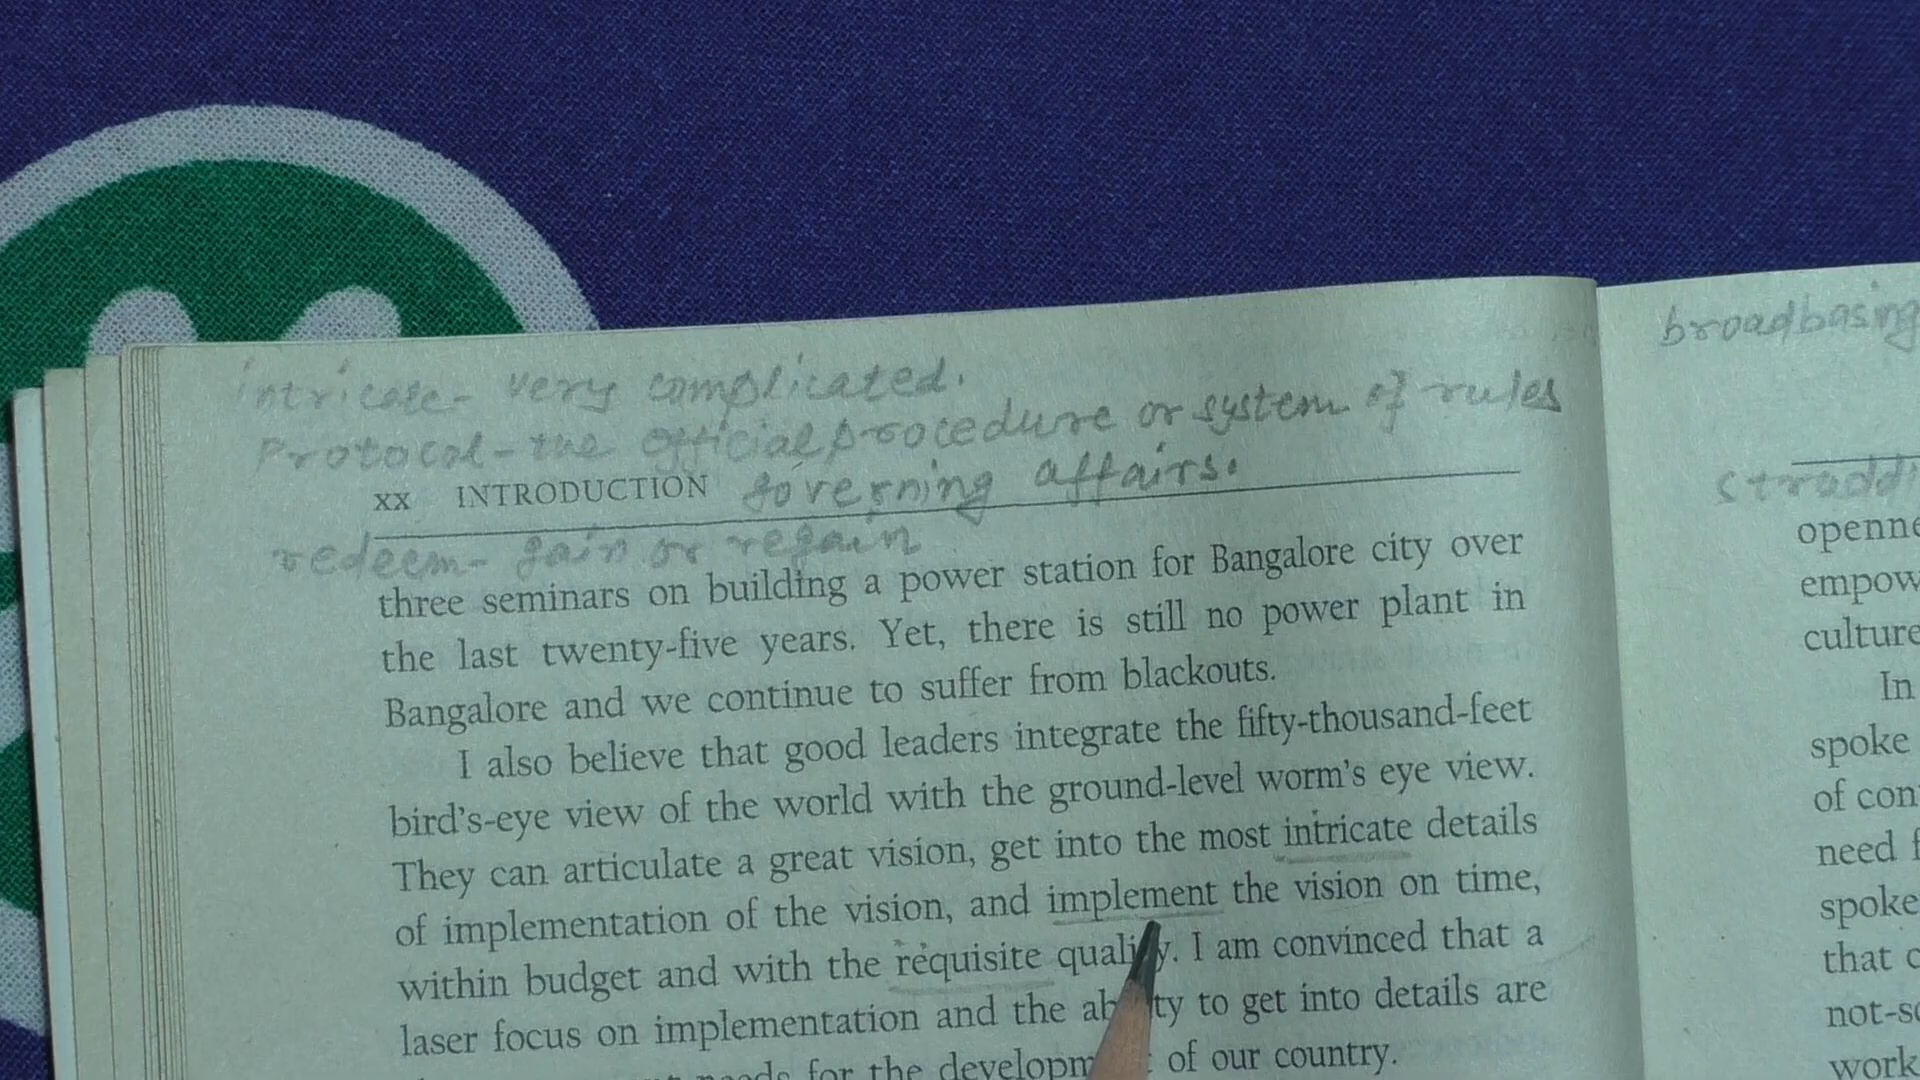 intricate- very complicated.
Protocol-the official procedure or system of rules
governing affairs.
xx INTRODUCTION
redeem- gain or regain
three seminars on building a power station for Bangalore city over
the last twenty-five years. Yet, there is still no power plant in
Bangalore and we continue to suffer from blackouts.
I also believe that good leaders integrate the fifty-thousand-feet
bird's-eye view of the world with the ground-level worm's eye view.
They can articulate a great vision, get into the most intricate details
of implementation of the vision, and implement the vision on time,
within budget and with the requisite quality. I am convinced that a
laser focus on implementation and the ability to get into details are
for the of our country.
broadbasing
openne
empow
culture
In
spoke
of con
need f
spoke
that c
not-so
work